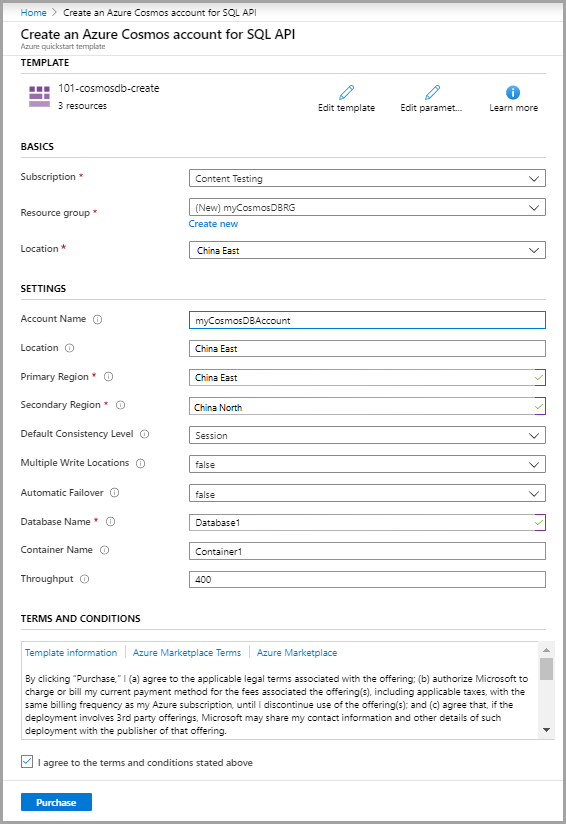 Home > Create an Azure Cosmos account for SQL API
Create an Azure Cosmos account for SQL API
Azure quickstart template
TEMPLATE
101-cosmosdb-create
3 resources
Edit template
Edit paramet...
Learn more
BASICS
Subscription *
Content Testing
Resource group *
(New) myCosmosDBRG
Create new
Location *
China East
SETTINGS
Account Name
myCosmosDBAccount
Location
China East
Primary Region *
China East
Secondary Region *
China North
Default Consistency Level
Session
Multiple Write Locations
false
Automatic Failover
false
Database Name *
Database1
Container Name
Container1
Throughput
400
TERMS AND CONDITIONS
Template information | Azure Marketplace Terms | Azure Marketplace
By clicking "Purchase," I (a) agree to the applicable legal terms associated with the offering; (b) authorize Microsoft to
charge or bill my current payment method for the fees associated the offering(s), including applicable taxes, with the
same billing frequency as my Azure subscription, until I discontinue use of the offering(s); and (c) agree that, if the
deployment involves 3rd party offerings, Microsoft may share my contact information and other details of such
deployment with the publisher of that offering.
I agree to the terms and conditions stated above
Purchase